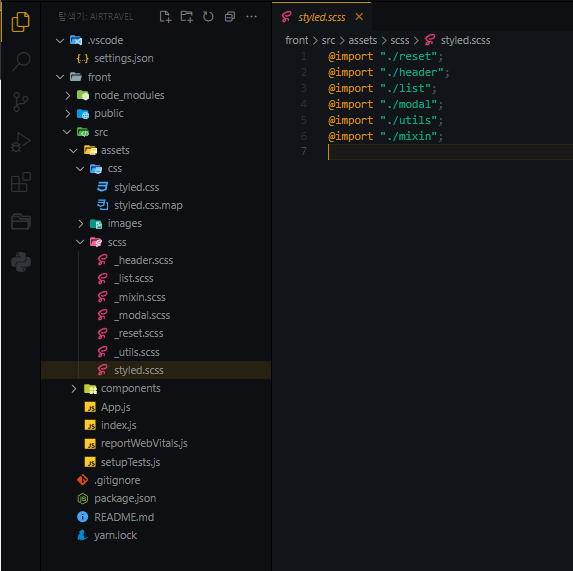 탐색기: AIRTRAVEL
.vscode
settings.json
front
node_modules
public
src
assets
css
styled.css
styled.css.map
images
scss
_header.scss
_list.scss
_mixin.scss
_modal.scss
_reset.scss
_utils.scss
styled.scss
components
App.js
index.js
reportWebVitals.js
setupTests.js
.gitignore
package.json
README.md
yarn.lock
styled.scss
front > src > assets > scss > styled.scss
1 @import "./reset";
2 @import "./header";
3 @import "./list";
4 @import "./modal";
5 @import "./utils";
6 @import "./mixin";
7